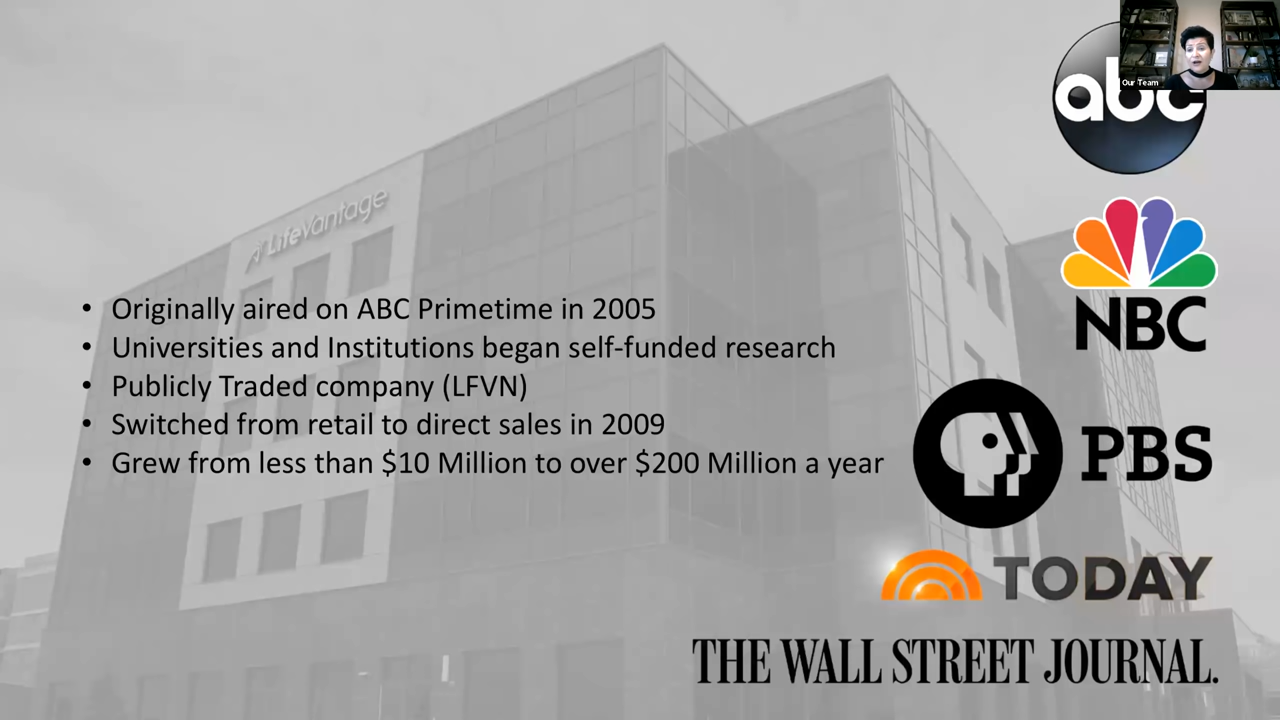 abc
Our Team
LifeVantage
NBC
• Originally aired on ABC Primetime in 2005
• Universities and Institutions began self-funded research
• Publicly Traded company (LFVN)
• Switched from retail to direct sales in 2009
• Grew from less than $10 Million to over $200 Million a year
PBS
TODAY
THE WALL STREET JOURNAL.